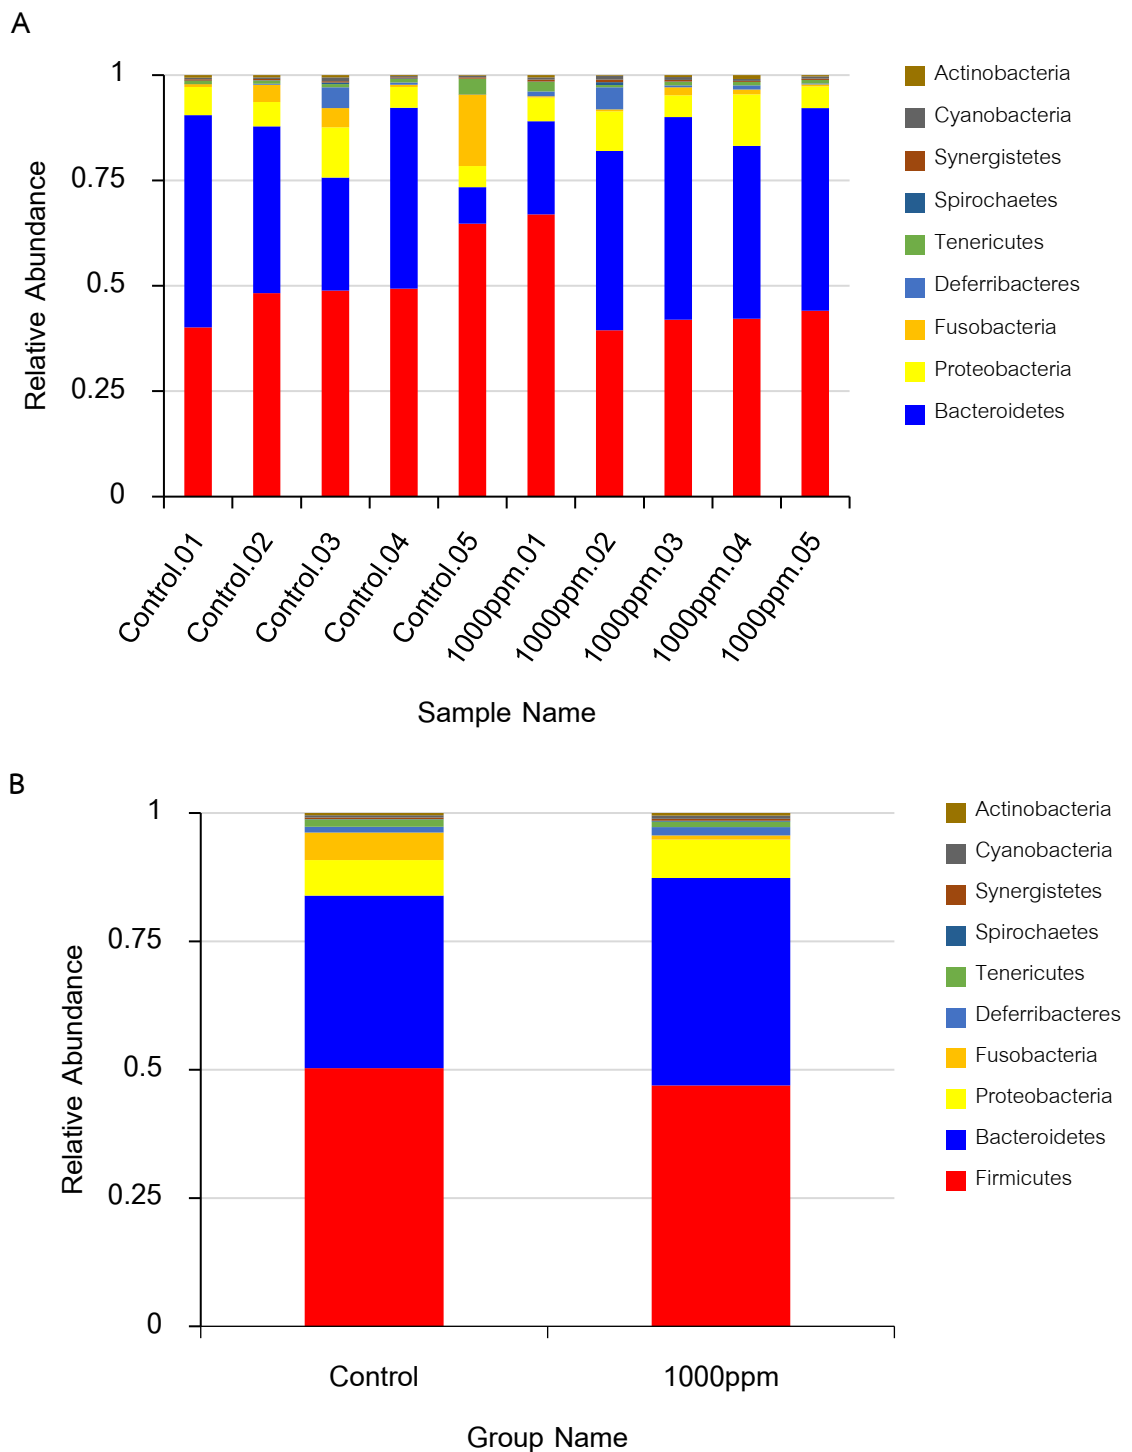 A
1
0.75
0.5
0.25
0
Relative Abundance
Control.01
Control.02
Control.03
Control.04
Control.05
1000ppm.01
1000ppm.02
1000ppm.03
1000ppm.04
1000ppm.05
Sample Name
Actinobacteria
Cyanobacteria
Synergistetes
Spirochaetes
Tenericutes
Deferribacteres
Fusobacteria
Proteobacteria
Bacteroidetes
B
1
0.75
0.5
0.25
0
Relative Abundance
Control
1000ppm
Group Name
Actinobacteria
Cyanobacteria
Synergistetes
Spirochaetes
Tenericutes
Deferribacteres
Fusobacteria
Proteobacteria
Bacteroidetes
Firmicutes